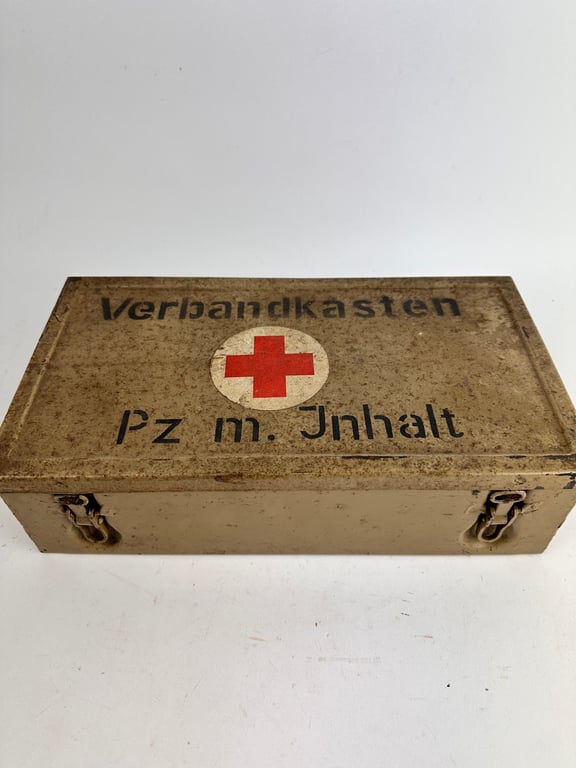 Verbandkasten
Pz m. Jnhalt